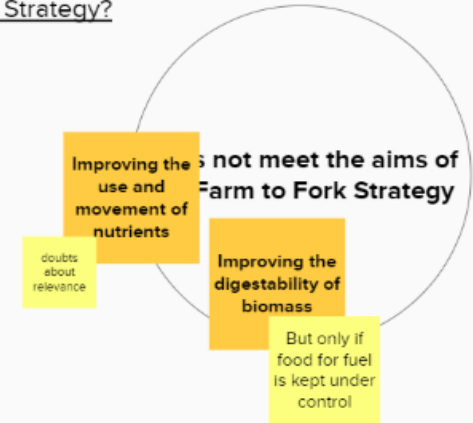 Strategy?
s not meet the aims of
Farm to Fork Strategy
Improving the
use and
movement of
nutrients
doubts
about
relevance
Improving the
digestability of
biomass
But only if
food for fuel
is kept under
control